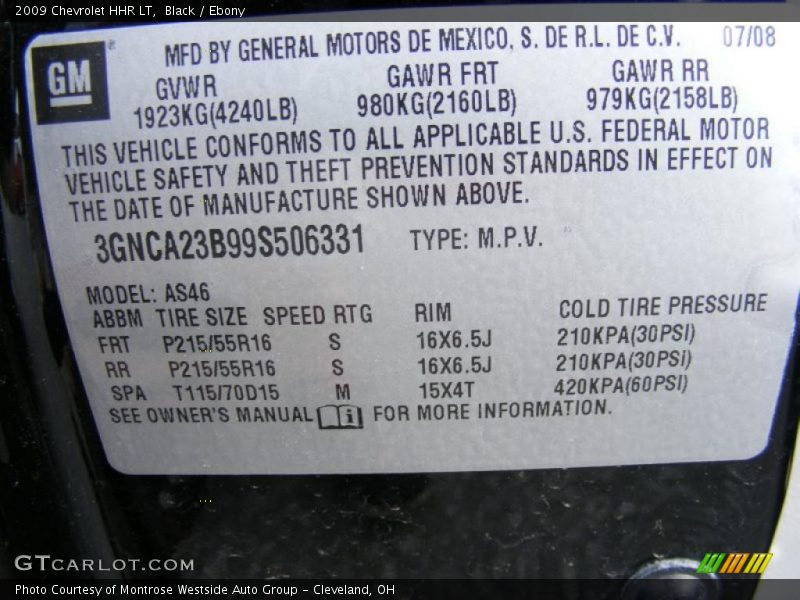 2009 Chevrolet HHR LT,  Black / Ebony
GM
MFD BY GENERAL MOTORS DE MEXICO, S. DE R.L. DE C.V. 07/08
GVWR GAWR FRT GAWR RR
1923KG(4240LB) 980KG(2160LB) 979KG(2158LB)
THIS VEHICLE CONFORMS TO ALL APPLICABLE U.S. FEDERAL MOTOR
VEHICLE SAFETY AND THEFT PREVENTION STANDARDS IN EFFECT ON
THE DATE OF MANUFACTURE SHOWN ABOVE.
3GNCA23B99S506331 TYPE: M.P.V.
MODEL: AS46
ABBM TIRE SIZE SPEED RTG RIM COLD TIRE PRESSURE
FRT P215/55R16 S 16X6.5J 210KPA(30PSI)
RR P215/55R16 S 16X6.5J 210KPA(30PSI)
SPA T115/70D15 M 15X4T 420KPA(60PSI)
SEE OWNER'S MANUAL i FOR MORE INFORMATION.
GTCARLOT.COM
Photo Courtesy of Montrose Westside Auto Group - Cleveland, OH